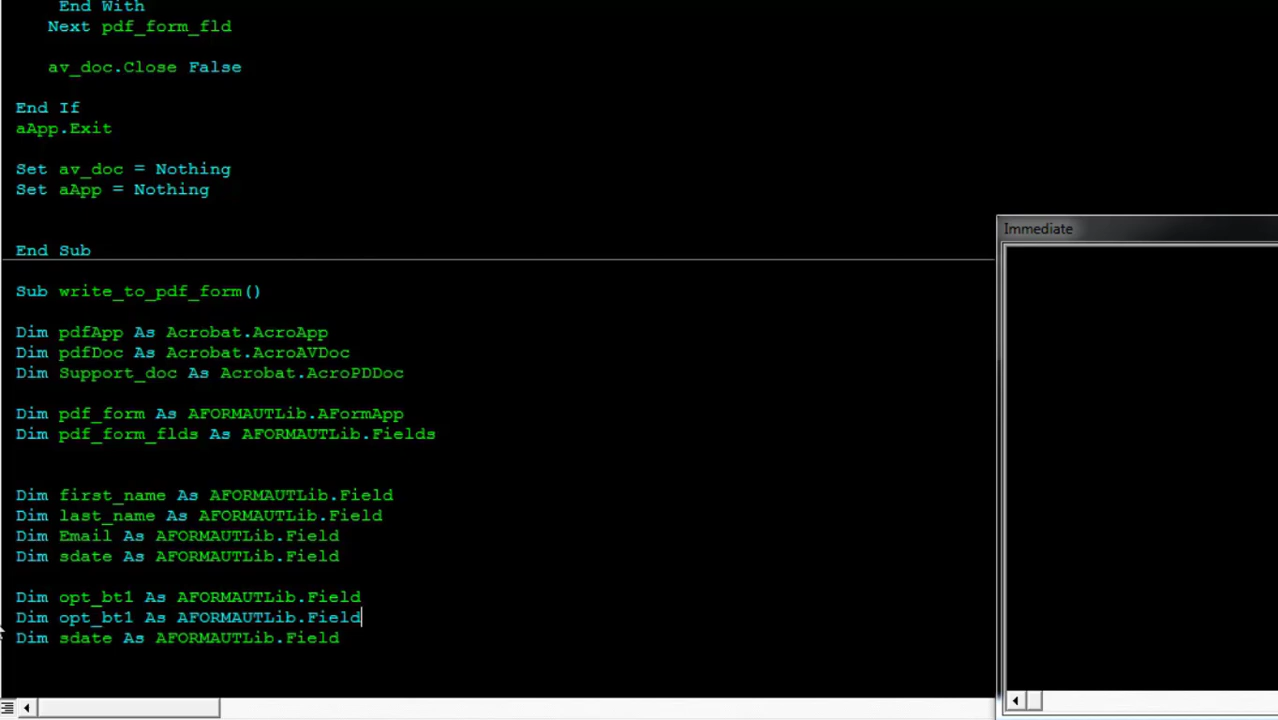 End With
Next pdf_form_fld
av_doc.Close False
End If
aApp.Exit
Set av_doc = Nothing
Set aApp = Nothing
End Sub
Immediate
Sub write_to_pdf_form()
Dim pdfApp As Acrobat.AcroApp
Dim pdfDoc As Acrobat.AcroAVDoc
Dim Support_doc As Acrobat.AcroPDDoc
Dim pdf_form As AFORMAUTLib.AFormApp
Dim pdf_form_flds As AFORMAUTLib.Fields
Dim first_name As AFORMAUTLib.Field
Dim last_name As AFORMAUTLib.Field
Dim Email As AFORMAUTLib.Field
Dim sdate As AFORMAUTLib.Field
Dim opt_bt1 As AFORMAUTLib.Field
Dim opt_bt1 As AFORMAUTLib.Field
Dim sdate As AFORMAUTLib.Field